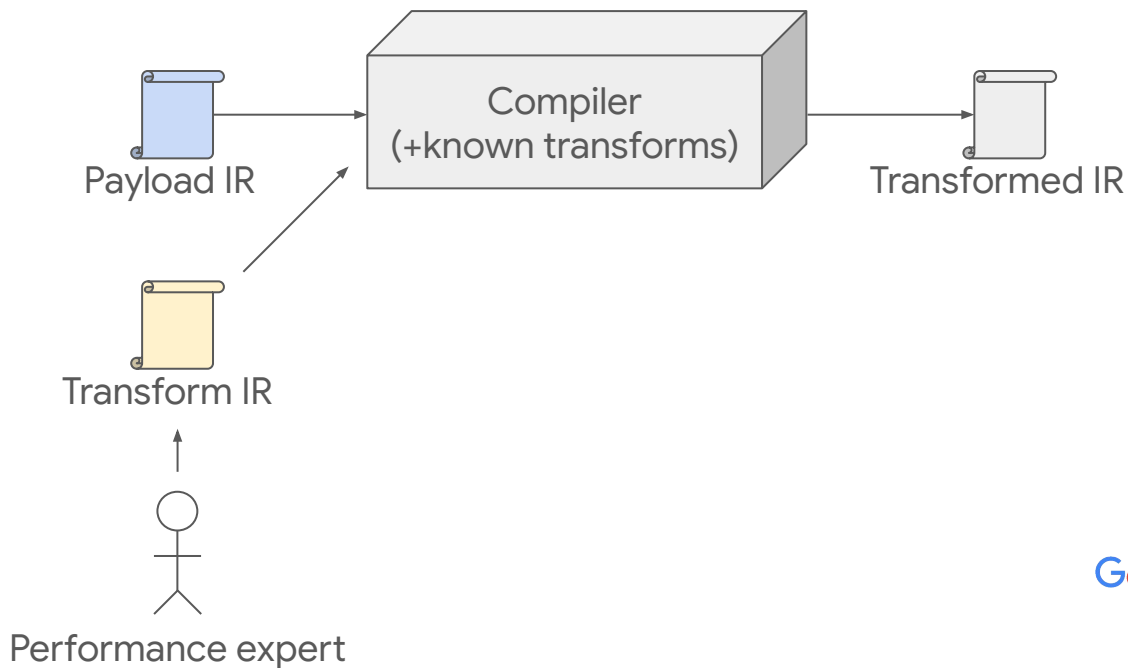 Compiler
(+known transforms)
Payload IR
Transformed IR
Transform IR
Performance expert